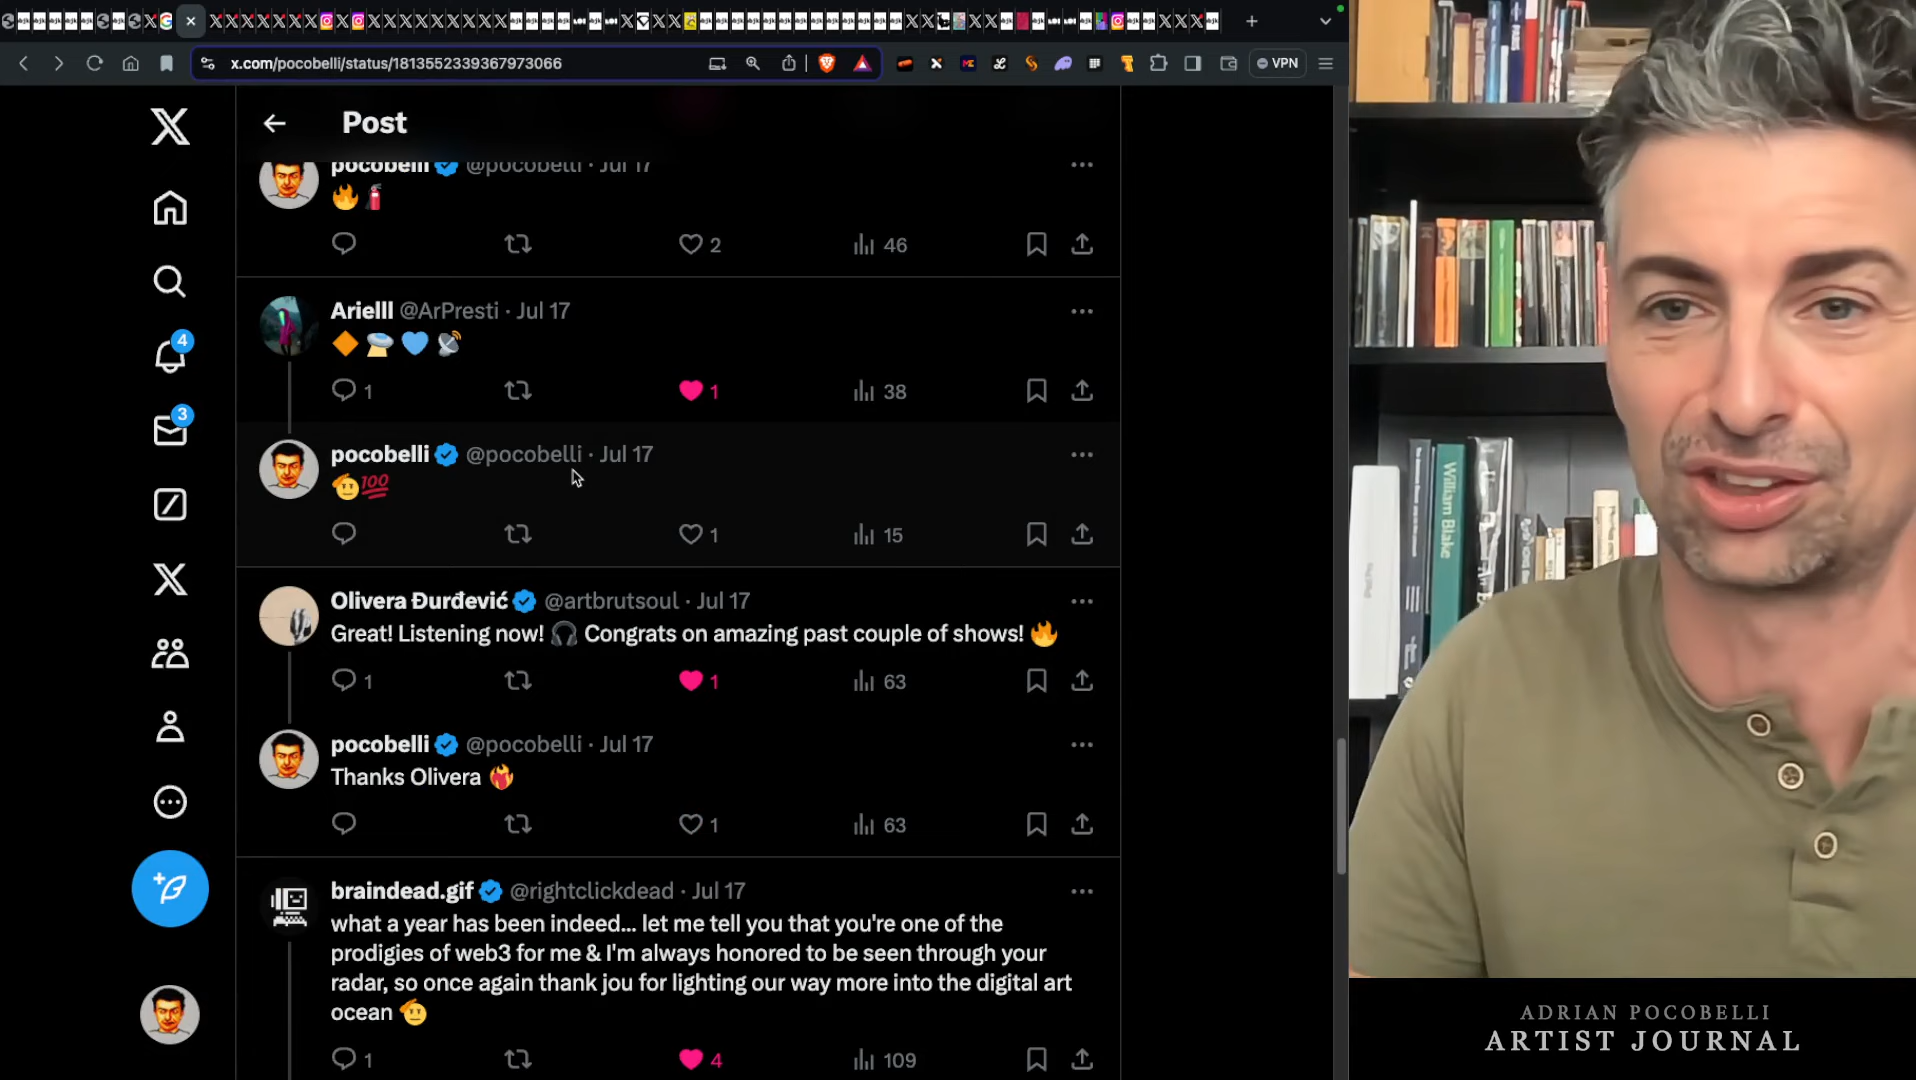 x.com/pocobelli/status/1813552339367973066
VPN
Post
pocobelli @pocobelli · Jul 17
2
46
Arielll @ArPresti · Jul 17
1
1
38
pocobelli @pocobelli · Jul 17
1
15
Olivera Đurđević @artbrutsoul · Jul 17
Great! Listening now! 🎧 Congrats on amazing past couple of shows! 🔥
1
1
63
pocobelli @pocobelli · Jul 17
Thanks Olivera ❤️‍🔥
1
63
braindead.gif @rightclickdead · Jul 17
what a year has been indeed... let me tell you that you're one of the
prodigies of web3 for me & I'm always honored to be seen through your
radar, so once again thank jou for lighting our way more into the digital art
ocean 🫡
1
4
109
4
3
William Blake
ADRIAN POCOBELLI
ARTIST JOURNAL